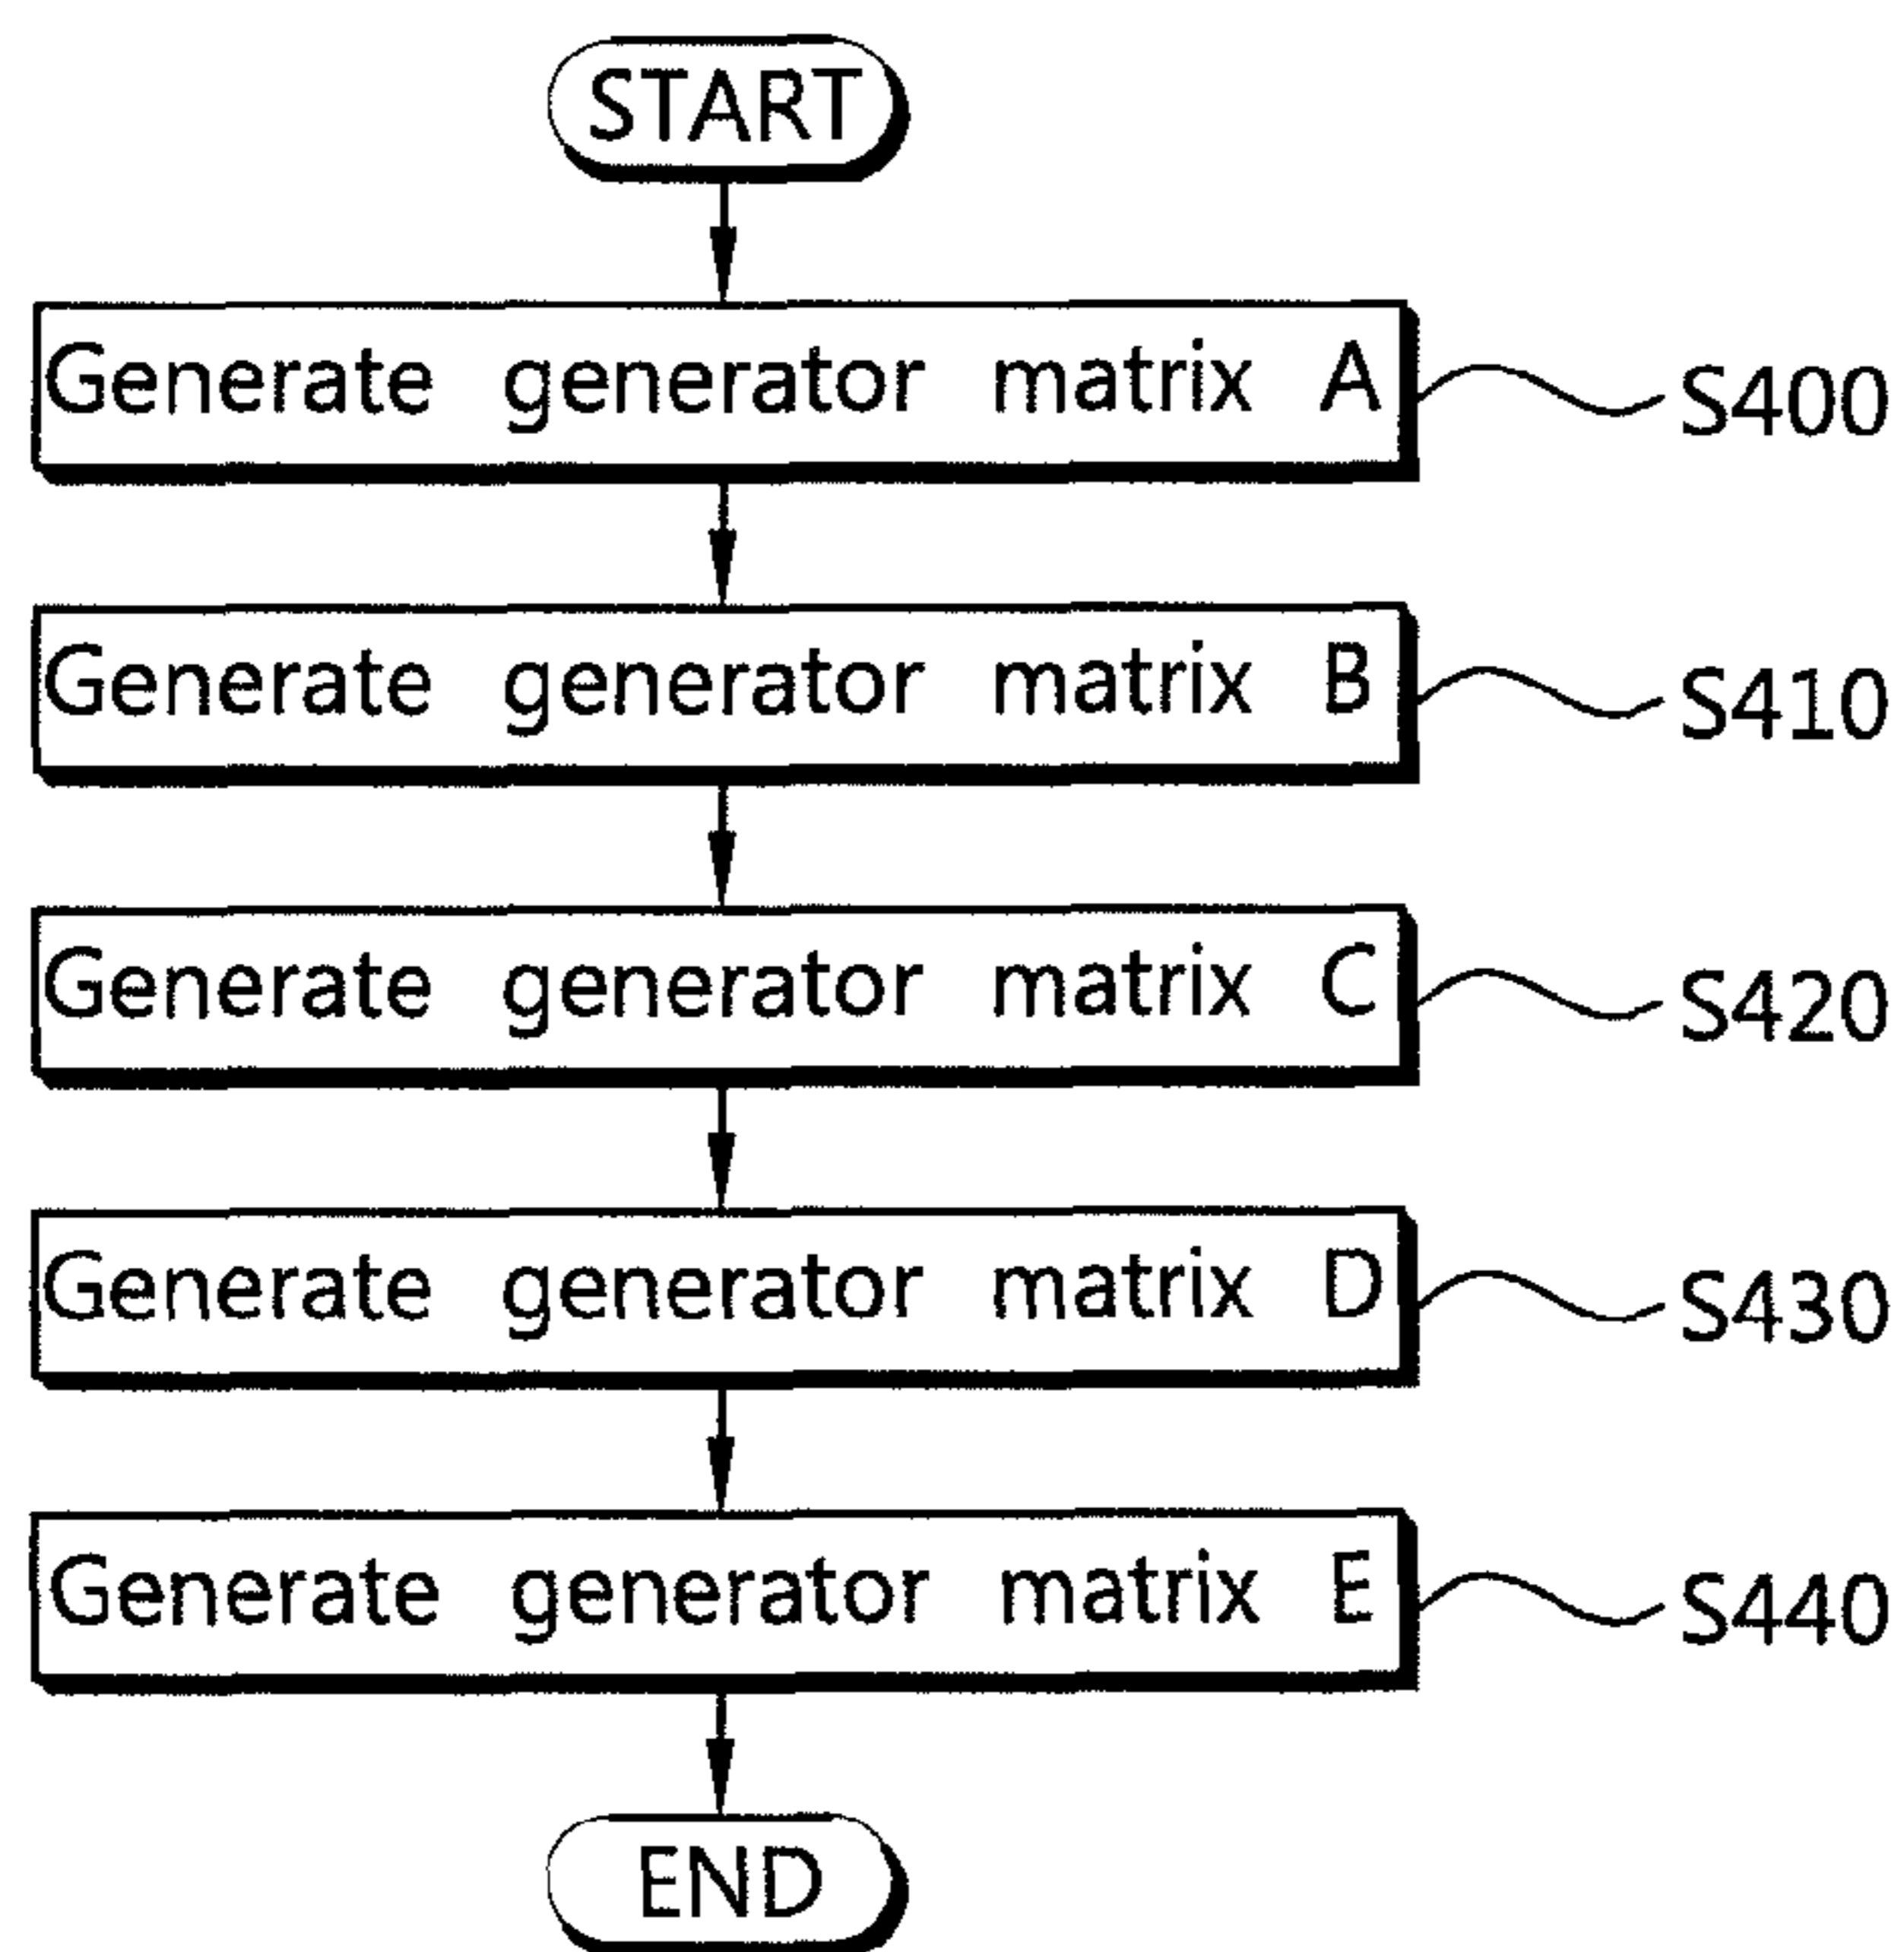 START
Generate generator matrix A
S400
Generate generator matrix B
S410
Generate generator matrix C
S420
Generate generator matrix D
S430
Generate generator matrix E
S440
END